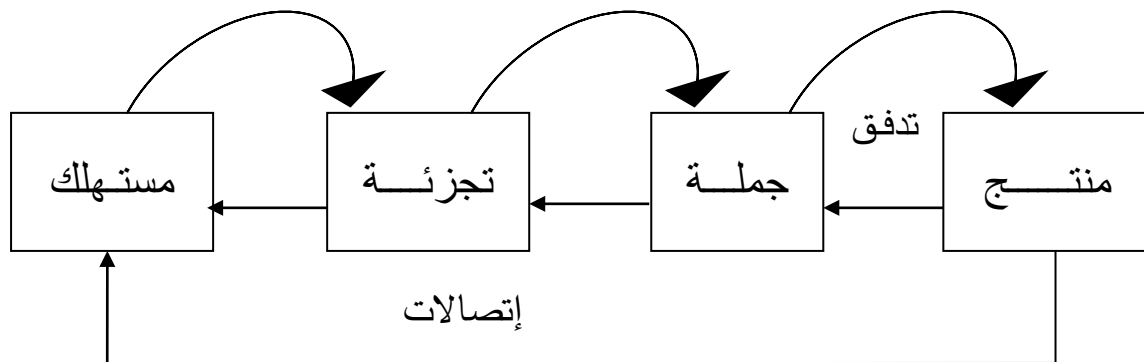 تدفق
منتج
جملة
تجزئة
مستهلك
إتصالات